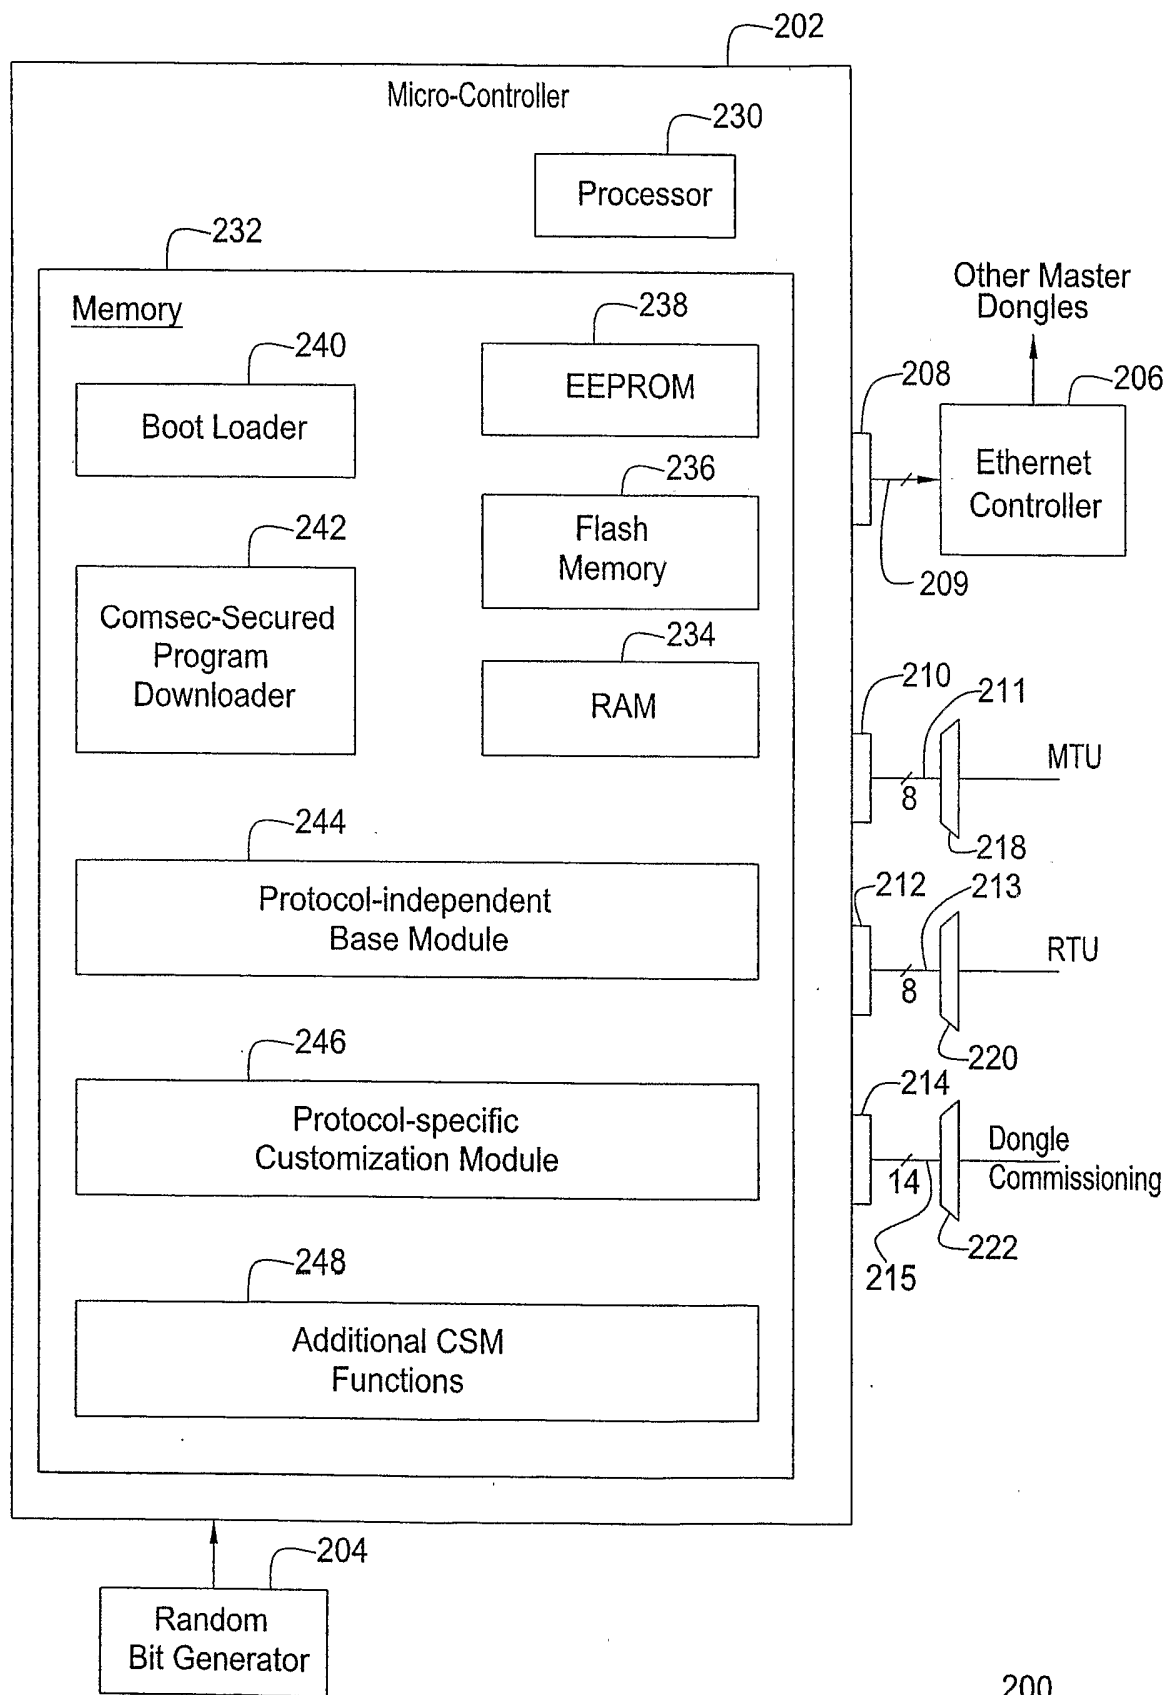 202
Micro-Controller
230
Processor
232
Memory
238
EEPROM
240
Boot Loader
236
Flash
Memory
242
Comsec-Secured
Program
Downloader
234
RAM
244
Protocol-independent
Base Module
246
Protocol-specific
Customization Module
248
Additional CSM
Functions
Other Master
Dongles
208
206
Ethernet
Controller
209
210
211
MTU
8
218
212
213
RTU
8
220
214
Dongle
Commissioning
14
222
215
204
Random
Bit Generator
200